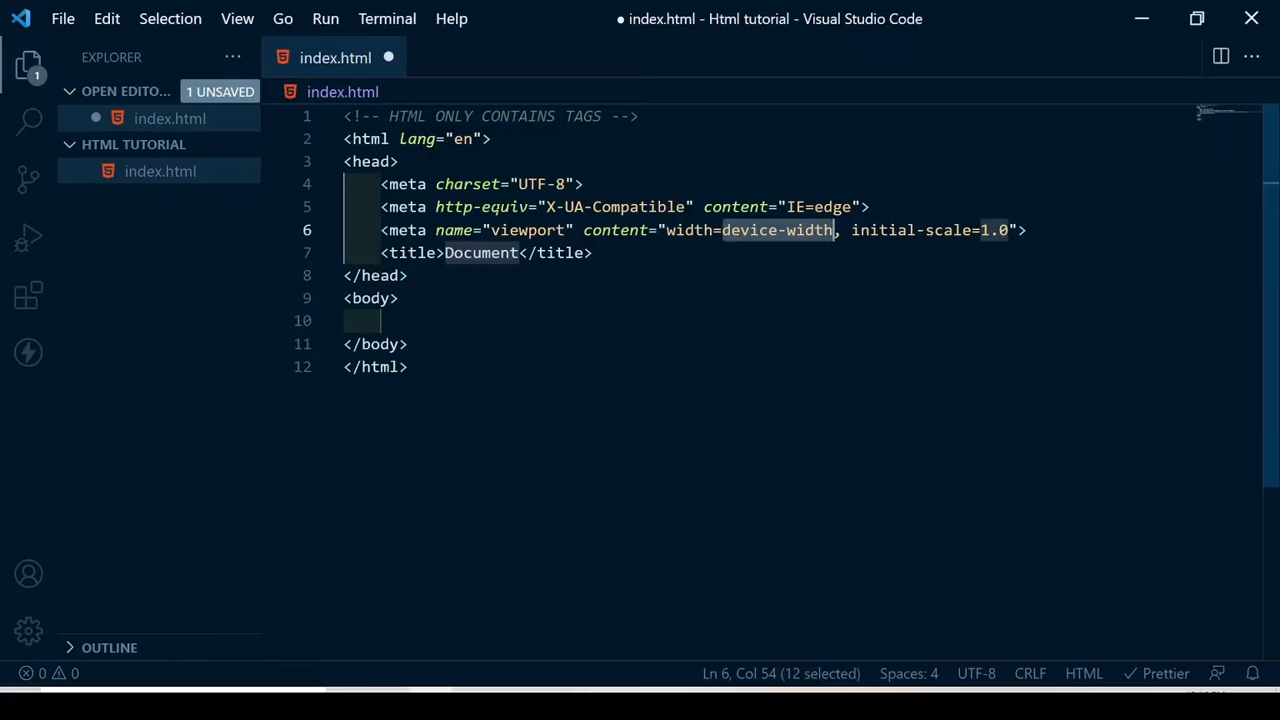 File Edit Selection View Go Run Terminal Help ● index.html - Html tutorial - Visual Studio Code
EXPLORER ··· index.html ● ···
1
OPEN EDITO... 1 UNSAVED
index.html
● index.html
HTML TUTORIAL
index.html
1 <!-- HTML ONLY CONTAINS TAGS -->
2 <html lang="en">
3 <head>
4 <meta charset="UTF-8">
5 <meta http-equiv="X-UA-Compatible" content="IE=edge">
6 <meta name="viewport" content="width=device-width, initial-scale=1.0">
7 <title>Document</title>
8 </head>
9 <body>
10
11 </body>
12 </html>
OUTLINE
0 0 Ln 6, Col 54 (12 selected) Spaces: 4 UTF-8 CRLF HTML Prettier